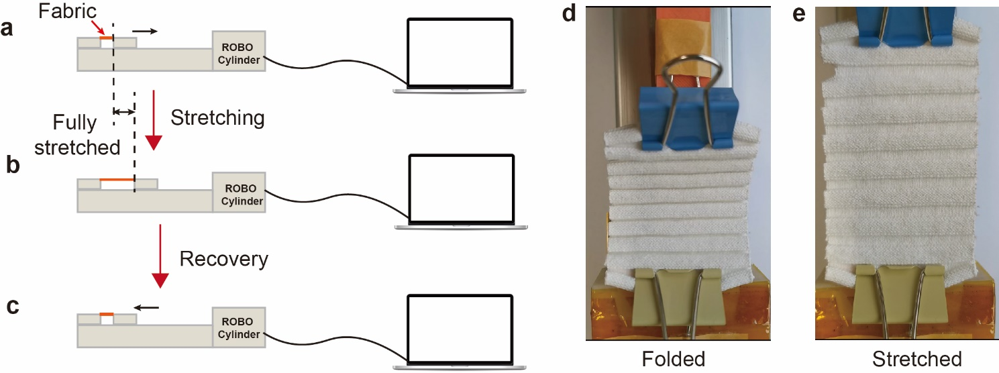 a
Fabric
ROBO
Cylinder
Fully
stretched
Stretching
b
ROBO
Cylinder
Recovery
c
ROBO
Cylinder
d
Folded
e
Stretched